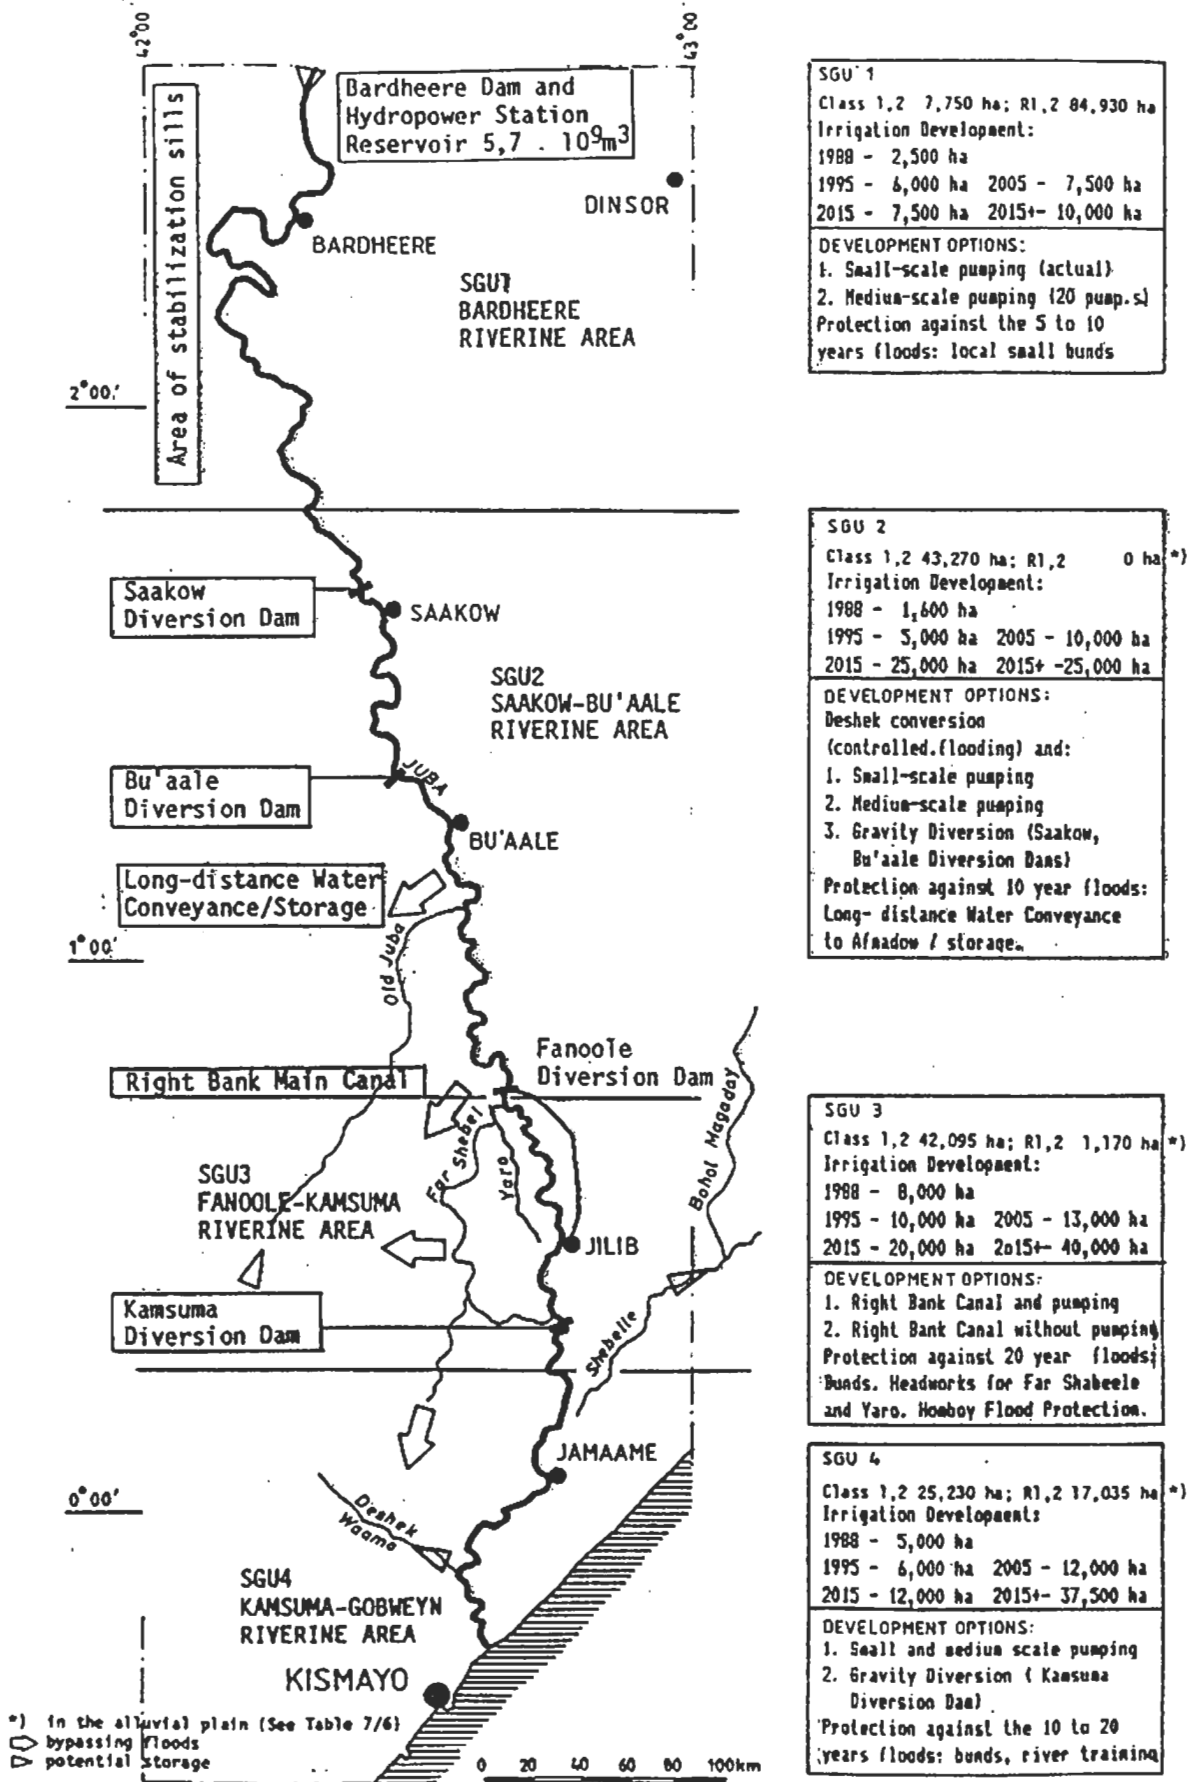 42°00
43°00
Area of stabilization sills
Bardheere Dam and
Hydropower Station
Reservoir 5,7 . 10⁹m³
DINSOR
BARDHEERE
SGU1
BARDHEERE
RIVERINE AREA
2°00'
Saakow
Diversion Dam
SAAKOW
SGU2
SAAKOW-BU'AALE
RIVERINE AREA
Bu'aale
Diversion Dam
JUBA
BU'AALE
Long-distance Water
Conveyance/Storage
1°00'
Old Juba
Fanoole
Diversion Dam
Right Bank Main Canal
Far Shebel
Yaro
Bohol Magaday
SGU3
FANOOLE-KAMSUMA
RIVERINE AREA
JILIB
Kamsuma
Diversion Dam
Shebelle
JAMAAME
0°00'
Deshek
Waamo
SGU4
KAMSUMA-GOBWEYN
RIVERINE AREA
KISMAYO
*) in the alluvial plain (See Table 7/6)
bypassing floods
potential storage
0 20 40 60 80 100km
SGU 1
Class 1,2 7,750 ha; R1,2 84,930 ha
Irrigation Development:
1988 - 2,500 ha
1995 - 6,000 ha 2005 - 7,500 ha
2015 - 7,500 ha 2015+- 10,000 ha
DEVELOPMENT OPTIONS:
1. Small-scale pumping (actual)
2. Medium-scale pumping (20 pump.s)
Protection against the 5 to 10
years floods: local small bunds
SGU 2
Class 1,2 43,270 ha; R1,2 0 ha *)
Irrigation Development:
1988 - 1,600 ha
1995 - 5,000 ha 2005 - 10,000 ha
2015 - 25,000 ha 2015+ -25,000 ha
DEVELOPMENT OPTIONS:
Deshek conversion
(controlled.flooding) and:
1. Small-scale pumping
2. Medium-scale pumping
3. Gravity Diversion (Saakow,
Bu'aale Diversion Dams)
Protection against 10 year floods:
Long- distance Water Conveyance
to Afmadow / storage.
SGU 3
Class 1,2 42,095 ha; R1,2 1,170 ha *)
Irrigation Development:
1988 - 8,000 ha
1995 - 10,000 ha 2005 - 13,000 ha
2015 - 20,000 ha 2015+- 40,000 ha
DEVELOPMENT OPTIONS:
1. Right Bank Canal and pumping
2. Right Bank Canal without pumping
Protection against 20 year floods;
Bunds. Headworks for Far Shabeele
and Yaro. Homboy Flood Protection.
SGU 4
Class 1,2 25,230 ha; R1,2 17,035 ha *)
Irrigation Development:
1988 - 5,000 ha
1995 - 6,000 ha 2005 - 12,000 ha
2015 - 12,000 ha 2015+- 37,500 ha
DEVELOPMENT OPTIONS:
1. Small and medium scale pumping
2. Gravity Diversion ( Kamsuma
Diversion Dam)
Protection against the 10 to 20
years floods: bunds, river training